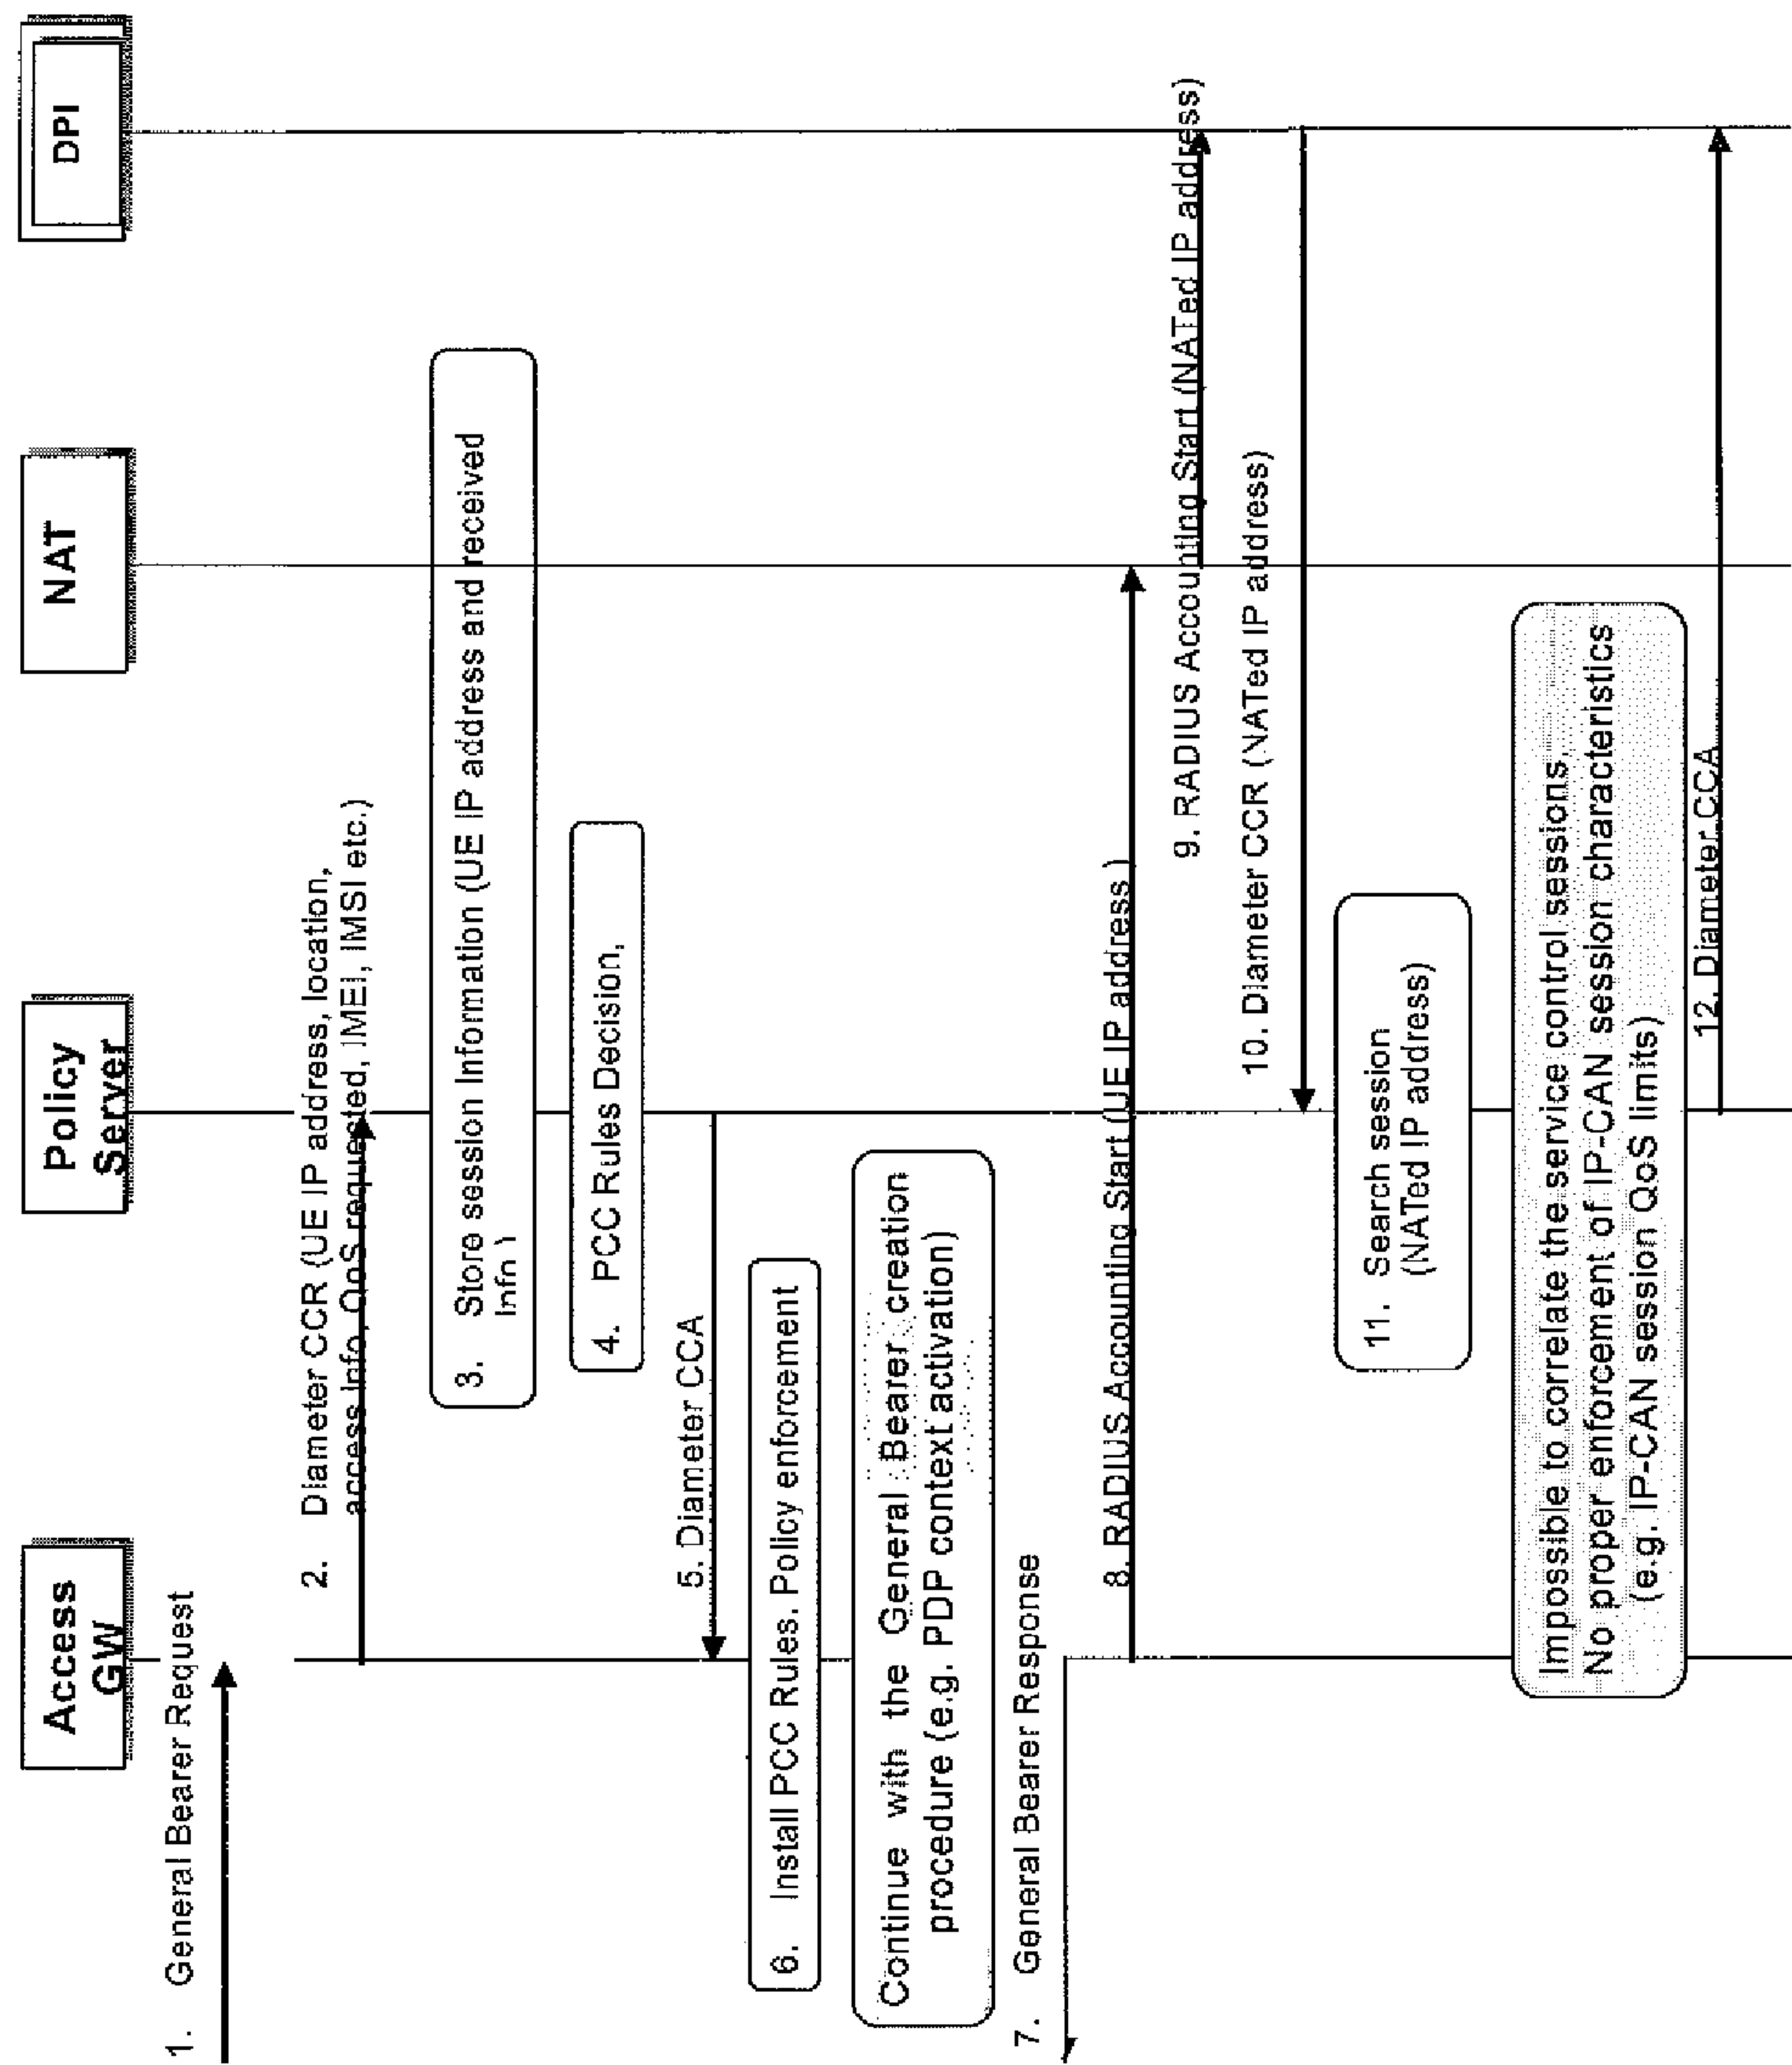 Access
GW
Policy
Server
NAT
DPI
1. General Bearer Request
2. Diameter CCR (UE IP address, location,
access Info, QoS requested, IMEI, IMSI etc.)
3. Store session Information (UE IP address and received
Info )
4. PCC Rules Decision,
5. Diameter CCA
6. Install PCC Rules. Policy enforcement
Continue with the General Bearer creation
procedure (e.g. PDP context activation)
7. General Bearer Response
8. RADIUS Accounting Start (UE IP address )
9. RADIUS Accounting Start (NATed IP address)
10. Diameter CCR (NATed IP address)
11. Search session
(NATed IP address)
Impossible to correlate the service control sessions.
No proper enforcement of IP-CAN session characteristics
(e.g. IP-CAN session QoS limits)
12. Diameter CCA